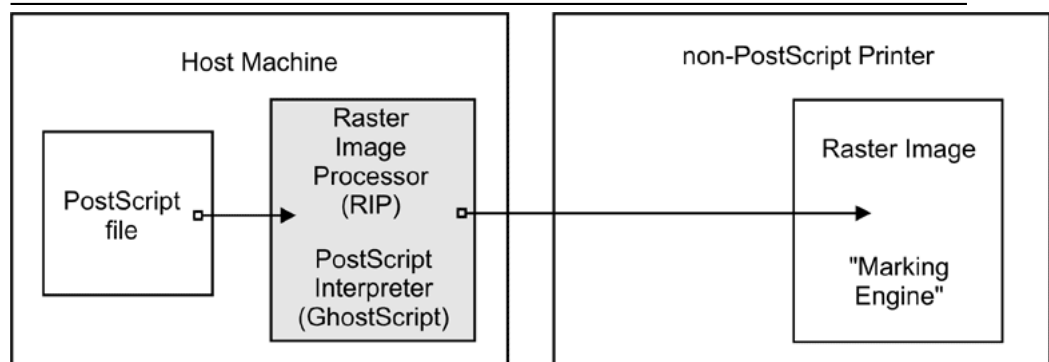 Host Machine
PostScript
file
Raster
Image
Processor
(RIP)
PostScript
Interpreter
(GhostScript)
non-PostScript Printer
Raster Image
"Marking
Engine"